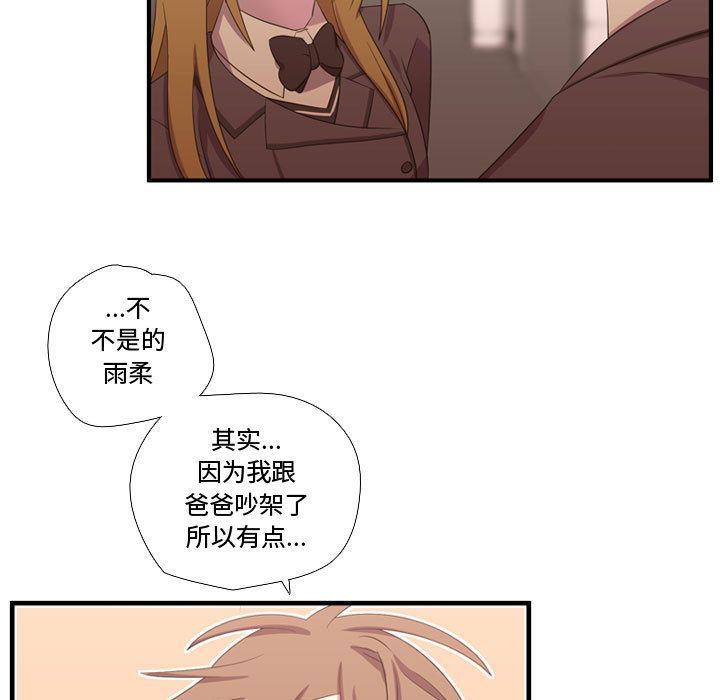 ...不
不是的
雨柔
其实...
因为我跟
爸爸吵架了
所以有点...